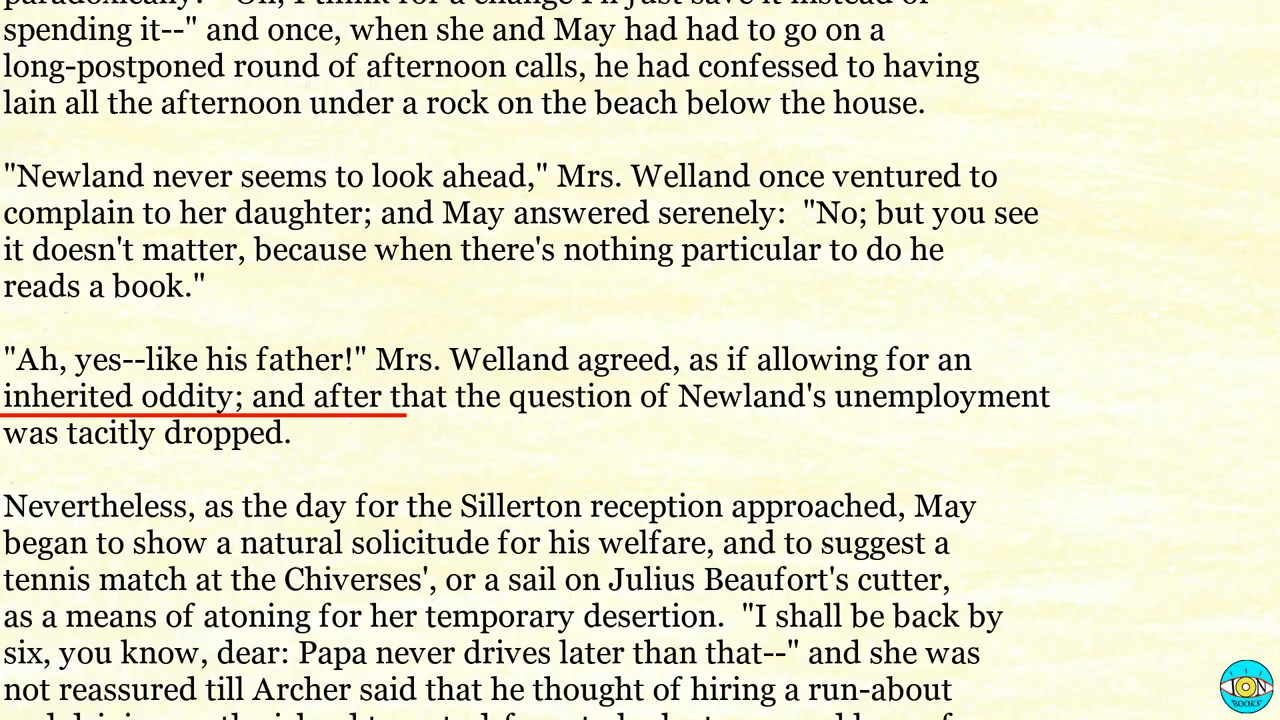 spending it--" and once, when she and May had had to go on a
long-postponed round of afternoon calls, he had confessed to having
lain all the afternoon under a rock on the beach below the house.
"Newland never seems to look ahead," Mrs. Welland once ventured to
complain to her daughter; and May answered serenely:  "No; but you see
it doesn't matter, because when there's nothing particular to do he
reads a book."
"Ah, yes--like his father!" Mrs. Welland agreed, as if allowing for an
inherited oddity; and after that the question of Newland's unemployment
was tacitly dropped.
Nevertheless, as the day for the Sillerton reception approached, May
began to show a natural solicitude for his welfare, and to suggest a
tennis match at the Chiverses', or a sail on Julius Beaufort's cutter,
as a means of atoning for her temporary desertion.  "I shall be back by
six, you know, dear: Papa never drives later than that--" and she was
not reassured till Archer said that he thought of hiring a run-about
ION
BOOKS